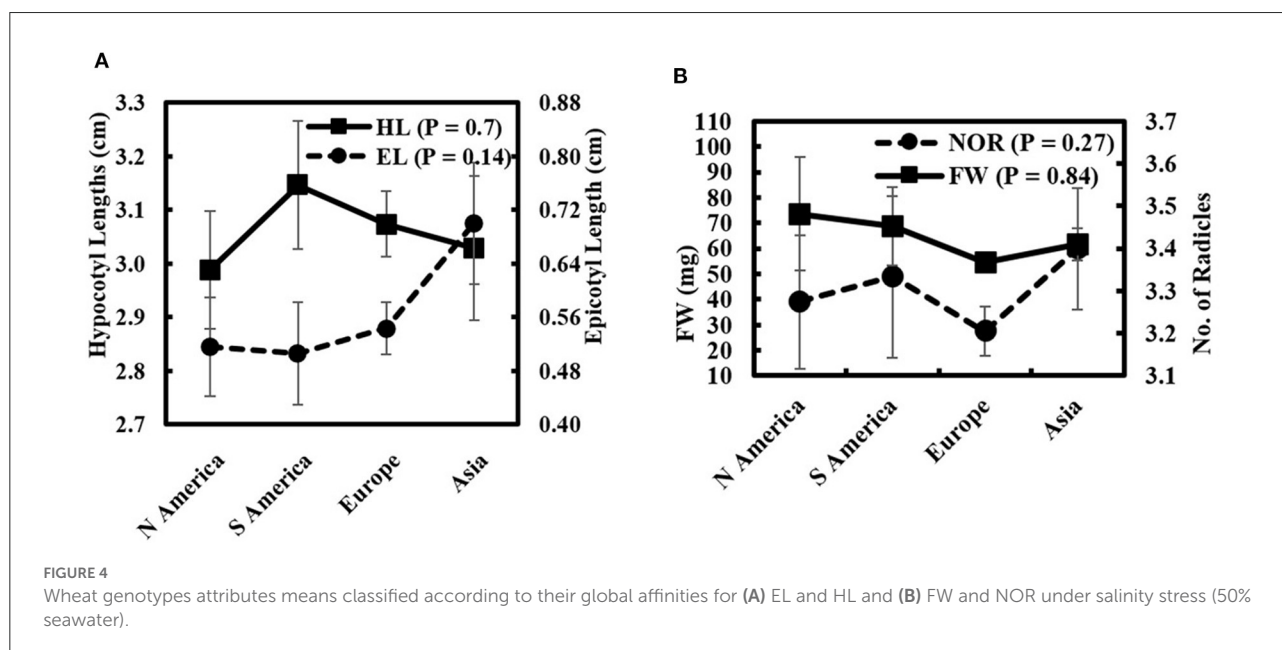 A
3.3
3.2
3.1
3.0
2.9
2.8
2.7
Hypocotyl Lengths (cm)
HL (P = 0.7)
EL (P = 0.14)
0.88
0.80
0.72
0.64
0.56
0.48
0.40
Epicotyl Length (cm)
N America
S America
Europe
Asia
B
110
100
90
80
70
60
50
40
30
20
10
FW (mg)
NOR (P = 0.27)
FW (P = 0.84)
3.7
3.6
3.5
3.4
3.3
3.2
3.1
No. of Radicles
N America
S America
Europe
Asia
FIGURE 4
Wheat genotypes attributes means classified according to their global affinities for (A) EL and HL and (B) FW and NOR under salinity stress (50%
seawater).